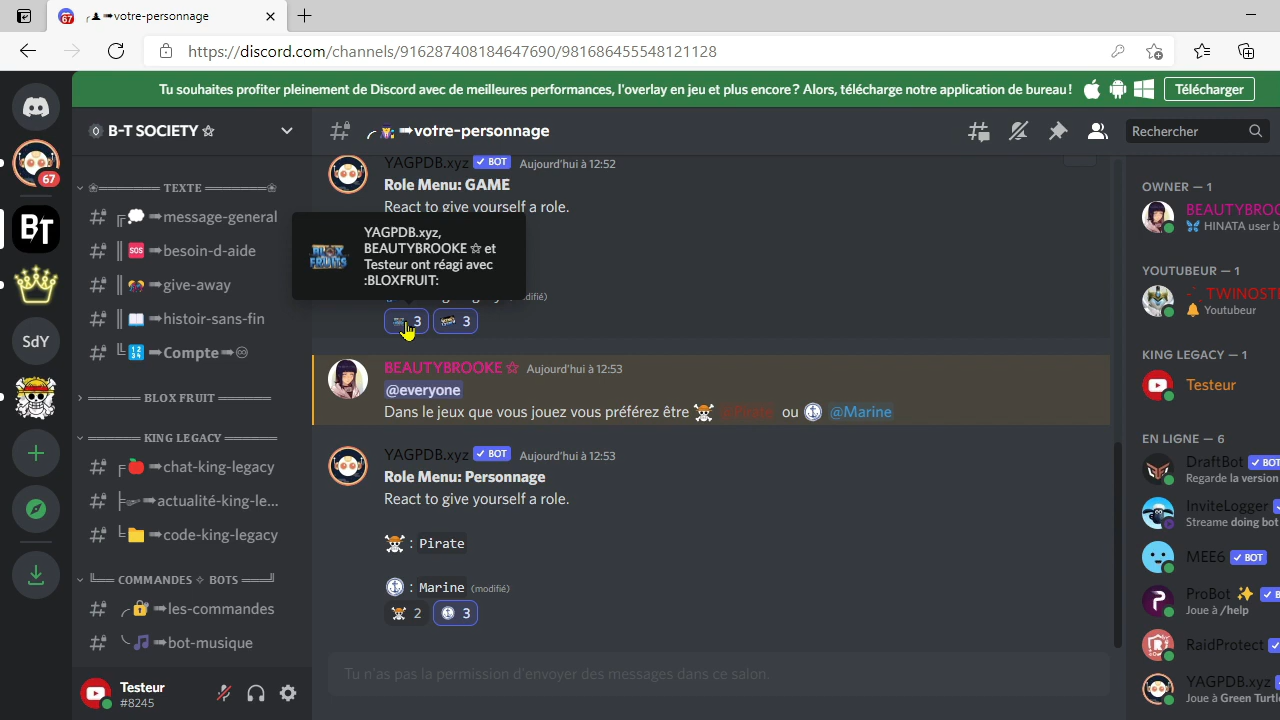 67 votre-personnage
https://discord.com/channels/916287408184647690/981686455548121128
Tu souhaites profiter pleinement de Discord avec de meilleures performances, l'overlay en jeu et plus encore ? Alors, télécharge notre application de bureau !
Télécharger
67
BT
SdY
B-T SOCIETY ☆
TEXTE
message-general
SOS besoin-d-aide
give-away
histoir-sans-fin
Compte
BLOX FRUIT
KING LEGACY
chat-king-legacy
actualité-king-le...
code-king-legacy
COMMANDES BOTS
les-commandes
bot-musique
Testeur
#8245
votre-personnage
Rechercher
YAGPDB.xyz BOT Aujourd'hui à 12:52
Role Menu: GAME
React to give yourself a role.
BLOX FRUITS
YAGPDB.xyz,
BEAUTYBROOKE ☆ et
Testeur ont réagi avec
:BLOXFRUIT:
3 3
BEAUTYBROOKE ☆ Aujourd'hui à 12:53
@everyone
Dans le jeux que vous jouez vous préférez être @Pirate ou @Marine
YAGPDB.xyz BOT Aujourd'hui à 12:53
Role Menu: Personnage
React to give yourself a role.
: Pirate
: Marine (modifié)
2 3
Tu n'as pas la permission d'envoyer des messages dans ce salon.
OWNER — 1
BEAUTYBROO
HINATA user b
YOUTUBEUR — 1
TWINOST
Youtubeur
KING LEGACY — 1
Testeur
EN LIGNE — 6
DraftBot BOT
Regarde la version
InviteLogger
Streame doing bot
MEE6 BOT
ProBot ✨
Joue à /help
RaidProtect
YAGPDB.xyz
Joue à Green Turtl